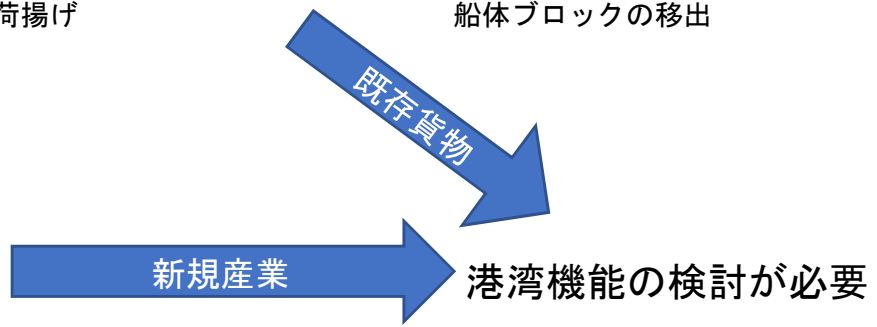 荷揚げ
船体ブロックの移出
既存貨物
新規産業
港湾機能の検討が必要